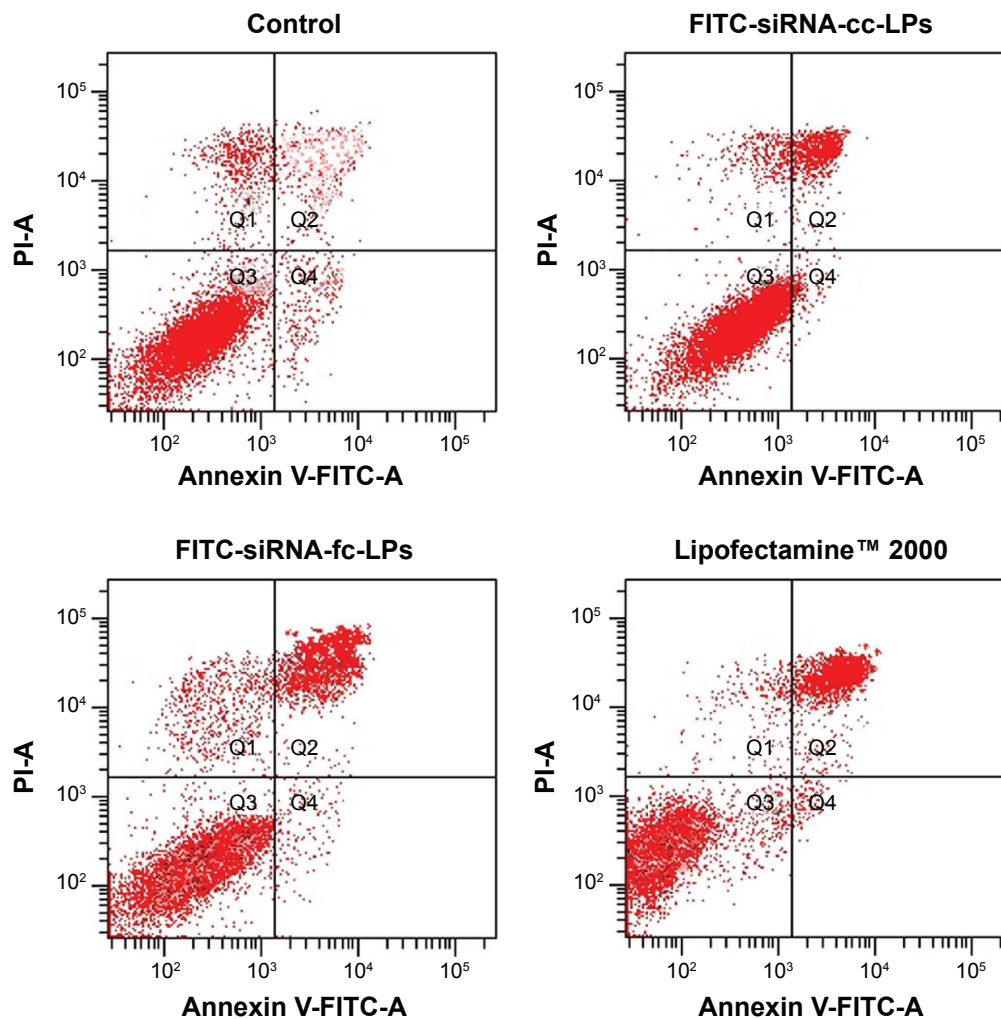 Control
PI-A
10⁵
10⁴
10³
10²
Q1 Q2
Q3 Q4
10² 10³ 10⁴ 10⁵
Annexin V-FITC-A
FITC-siRNA-cc-LPs
PI-A
10⁵
10⁴
10³
10²
Q1 Q2
Q3 Q4
10² 10³ 10⁴ 10⁵
Annexin V-FITC-A
FITC-siRNA-fc-LPs
PI-A
10⁵
10⁴
10³
10²
Q1 Q2
Q3 Q4
10² 10³ 10⁴ 10⁵
Annexin V-FITC-A
Lipofectamine™ 2000
PI-A
10⁵
10⁴
10³
10²
Q1 Q2
Q3 Q4
10² 10³ 10⁴ 10⁵
Annexin V-FITC-A